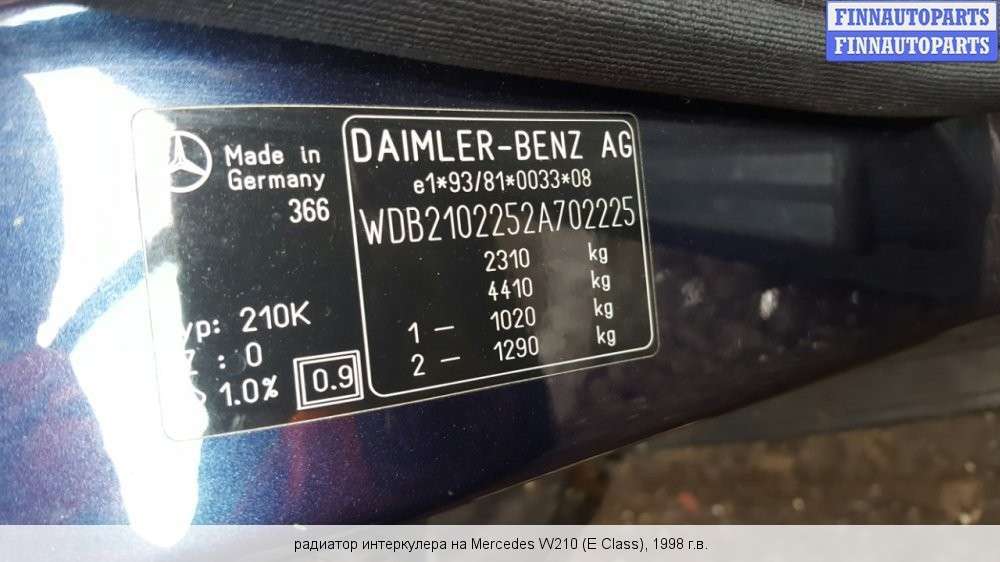 FINNAUTOPARTS
FINNAUTOPARTS
Made in
Germany
366
DAIMLER-BENZ AG
e1*93/81*0033*08
WDB2102252A702225
2310 kg
4410 kg
1 – 1020 kg
2 – 1290 kg
yp: 210K
: 0
1.0%
0.9
радиатор интеркулера на Mercedes W210 (E Class), 1998 г.в.